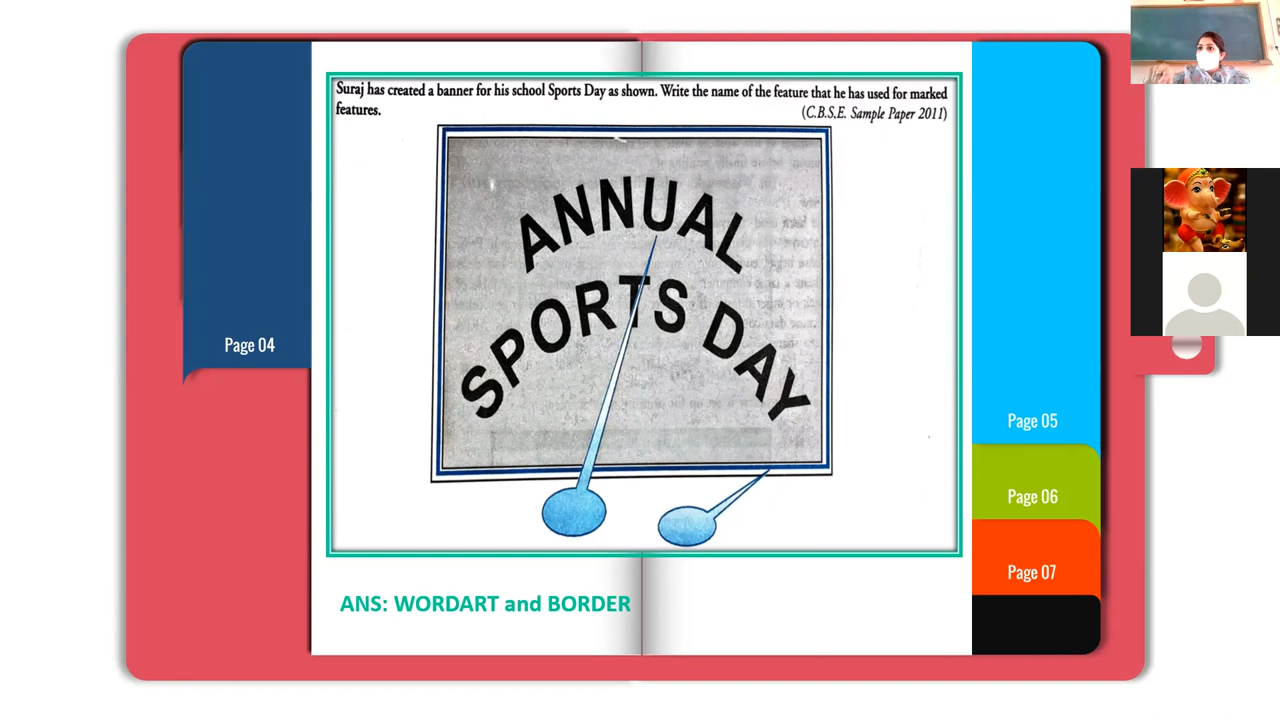 Suraj has created a banner for his school Sports Day as shown. Write the name of the feature that he has used for marked
features.
(C.B.S.E. Sample Paper 2011)
ANNUAL
SPORTS DAY
Page 04
Page 05
Page 06
Page 07
ANS: WORDART and BORDER